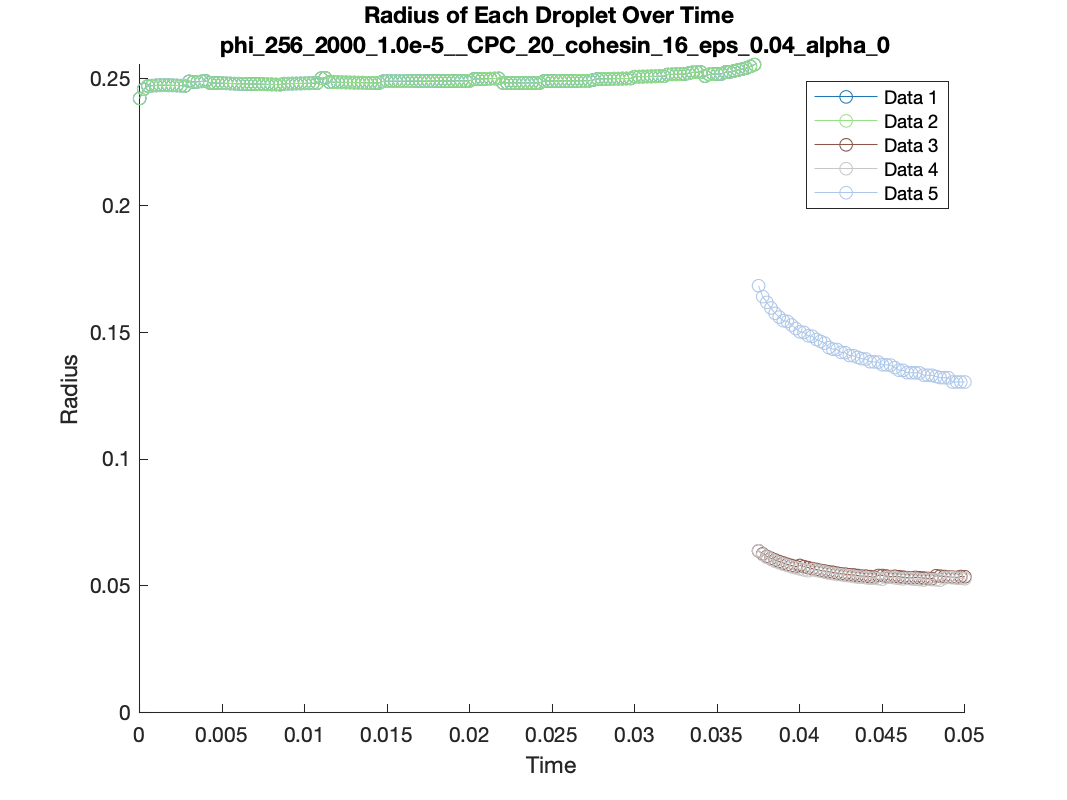 Radius of Each Droplet Over Time
phi_256_2000_1.0e-5__CPC_20_cohesin_16_eps_0.04_alpha_0
0.25
0.2
0.15
0.1
0.05
0
Radius
Data 1
Data 2
Data 3
Data 4
Data 5
0 0.005 0.01 0.015 0.02 0.025 0.03 0.035 0.04 0.045 0.05
Time